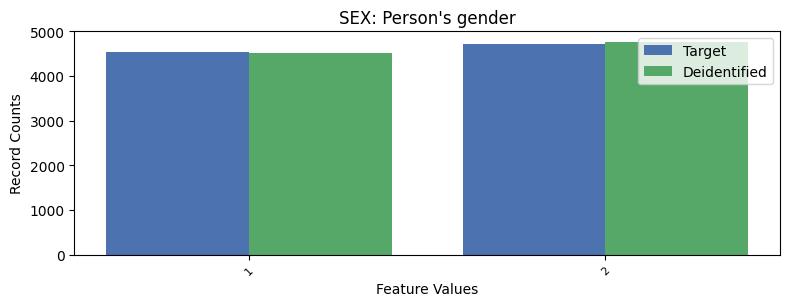 SEX: Person's gender
Record Counts
5000
4000
3000
2000
1000
0
Target
Deidentified
1
2
Feature Values